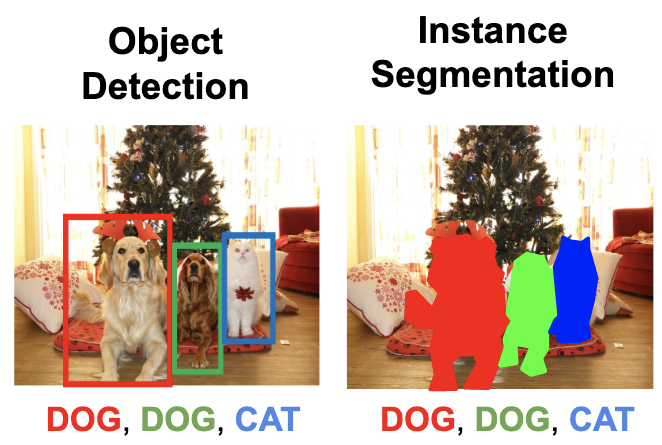 Object
Detection
Instance
Segmentation
DOG, DOG, CAT
DOG, DOG, CAT